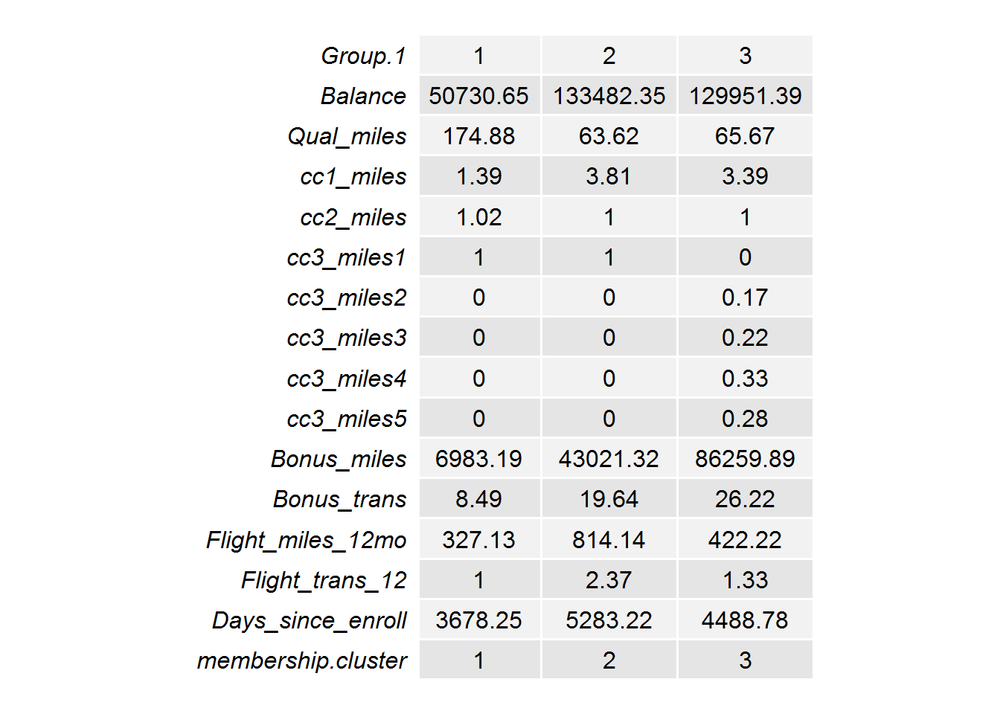 Group.1 1 2 3
Balance 50730.65 133482.35 129951.39
Qual_miles 174.88 63.62 65.67
cc1_miles 1.39 3.81 3.39
cc2_miles 1.02 1 1
cc3_miles1 1 1 0
cc3_miles2 0 0 0.17
cc3_miles3 0 0 0.22
cc3_miles4 0 0 0.33
cc3_miles5 0 0 0.28
Bonus_miles 6983.19 43021.32 86259.89
Bonus_trans 8.49 19.64 26.22
Flight_miles_12mo 327.13 814.14 422.22
Flight_trans_12 1 2.37 1.33
Days_since_enroll 3678.25 5283.22 4488.78
membership.cluster 1 2 3